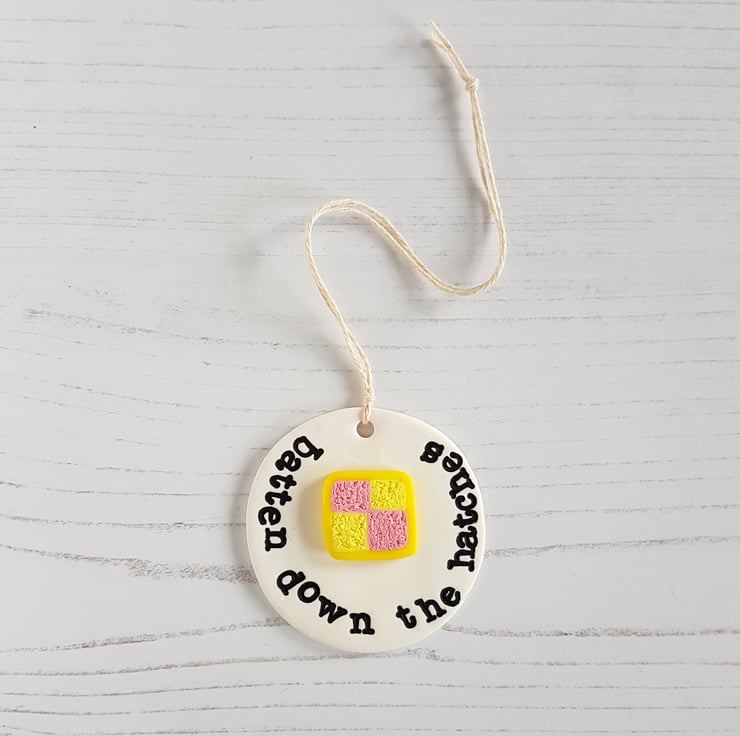 batten down the hatches